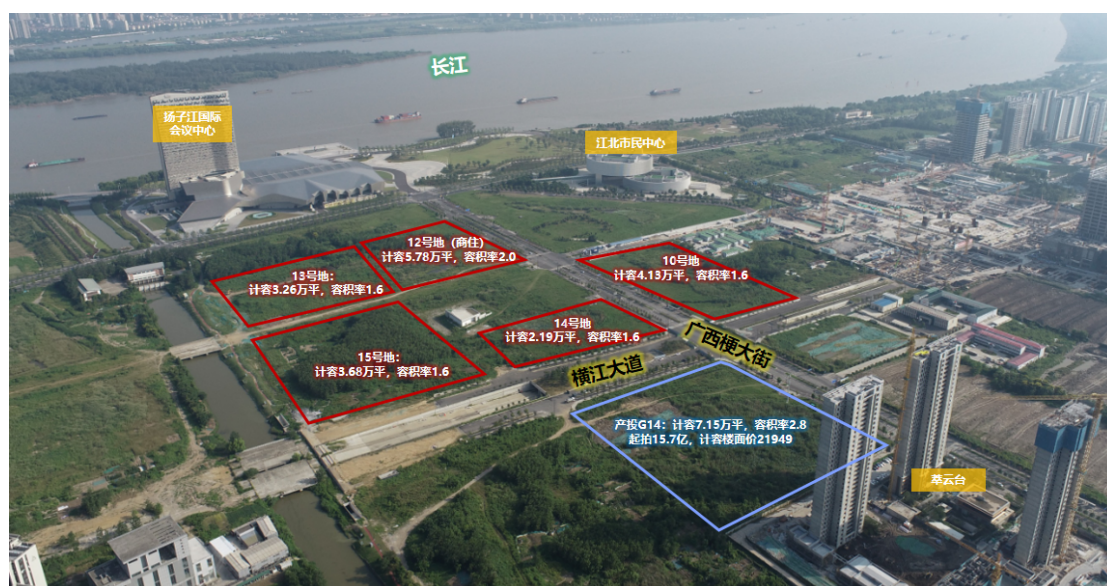 长江
扬子江国际
会议中心
江北市民中心
12号地（商住）
计容5.78万平，容积率2.0
13号地：
计容3.26万平，容积率1.6
10号地
计容4.13万平，容积率1.6
14号地
计容2.19万平，容积率1.6
15号地：
计容3.68万平，容积率1.6
广西梗大街
横江大道
产投G14：计容7.15万平，容积率2.8
起拍15.7亿，计容楼面价21949
萃云台